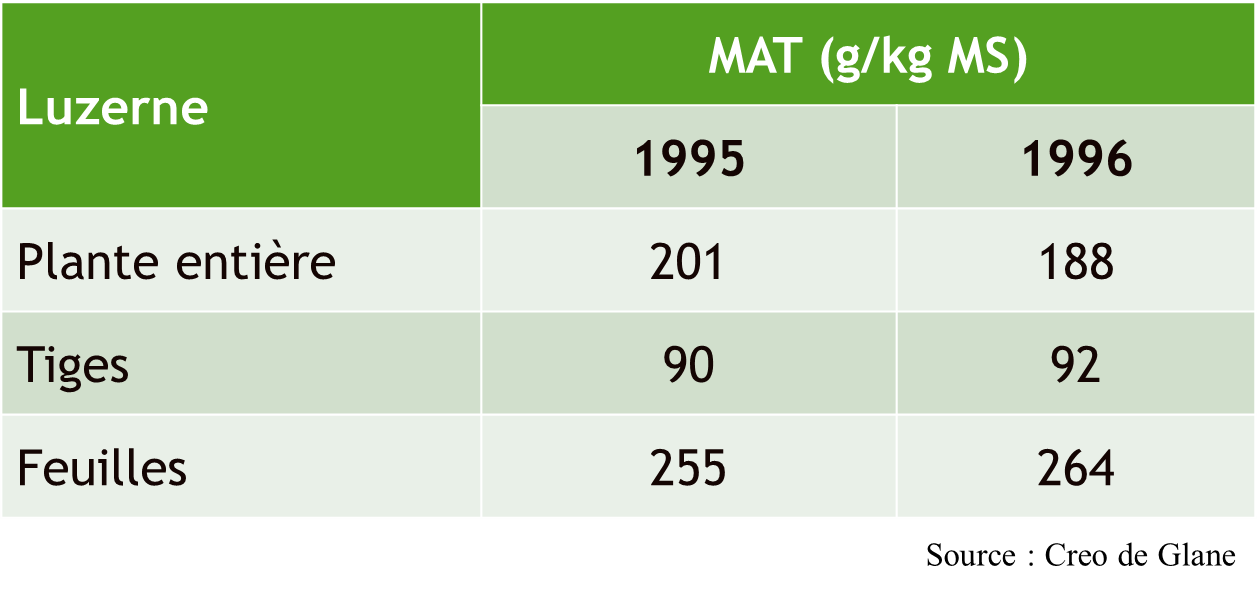 Luzerne
MAT (g/kg MS)
1995 1996
Plante entière 201 188
Tiges 90 92
Feuilles 255 264
Source : Creo de Glane